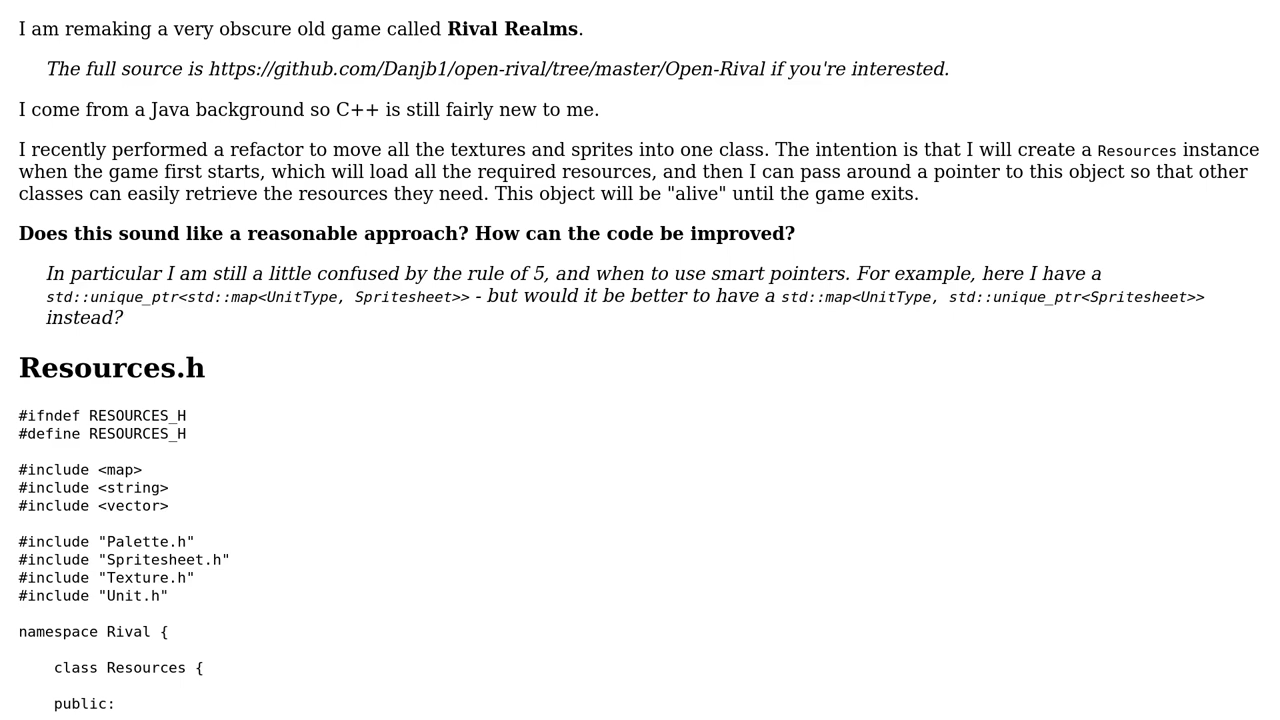 I am remaking a very obscure old game called Rival Realms.
The full source is https://github.com/Danjb1/open-rival/tree/master/Open-Rival if you're interested.
I come from a Java background so C++ is still fairly new to me.
I recently performed a refactor to move all the textures and sprites into one class. The intention is that I will create a Resources instance
when the game first starts, which will load all the required resources, and then I can pass around a pointer to this object so that other
classes can easily retrieve the resources they need. This object will be "alive" until the game exits.
Does this sound like a reasonable approach? How can the code be improved?
In particular I am still a little confused by the rule of 5, and when to use smart pointers. For example, here I have a
std::unique_ptr<std::map<UnitType, Spritesheet>> - but would it be better to have a std::map<UnitType, std::unique_ptr<Spritesheet>>
instead?
Resources.h
#ifndef RESOURCES_H
#define RESOURCES_H
#include <map>
#include <string>
#include <vector>
#include "Palette.h"
#include "Spritesheet.h"
#include "Texture.h"
#include "Unit.h"
namespace Rival {
class Resources {
public: